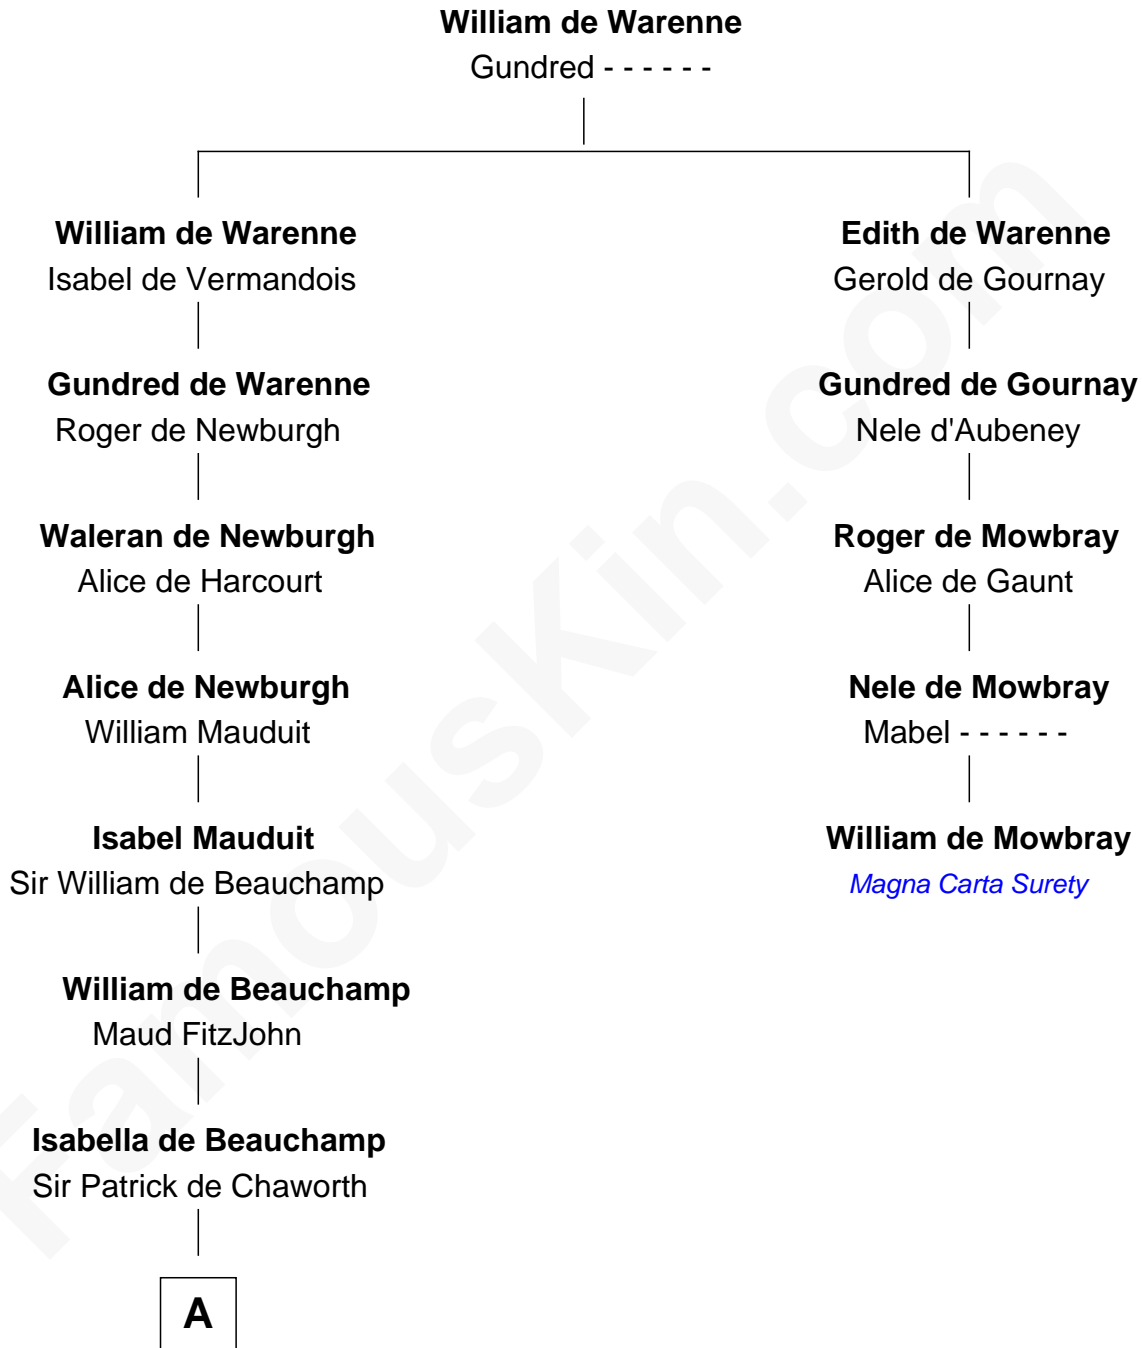 William de Warenne
Gundred - - - - - -
William de Warenne
Isabel de Vermandois
Gundred de Warenne
Roger de Newburgh
Waleran de Newburgh
Alice de Harcourt
Alice de Newburgh
William Mauduit
Isabel Mauduit
Sir William de Beauchamp
William de Beauchamp
Maud FitzJohn
Isabella de Beauchamp
Sir Patrick de Chaworth
A
Edith de Warenne
Gerold de Gournay
Gundred de Gournay
Nele d'Aubeney
Roger de Mowbray
Alice de Gaunt
Nele de Mowbray
Mabel - - - - - -
William de Mowbray
Magna Carta Surety
FamousKin.com